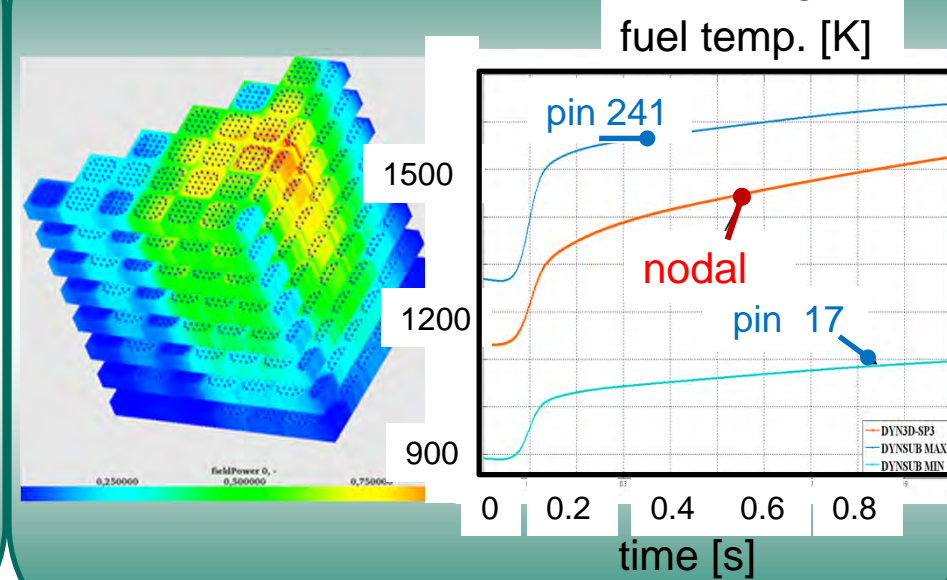 fuel temp. [K]
pin 241
1500
nodal
1200
pin 17
900
DYN3D-SP3
DYNSUB MAX
DYNSUB MIN
fieldPower 0, -
0,250000 0,500000
0 0.2 0.4 0.6 0.8
time [s]